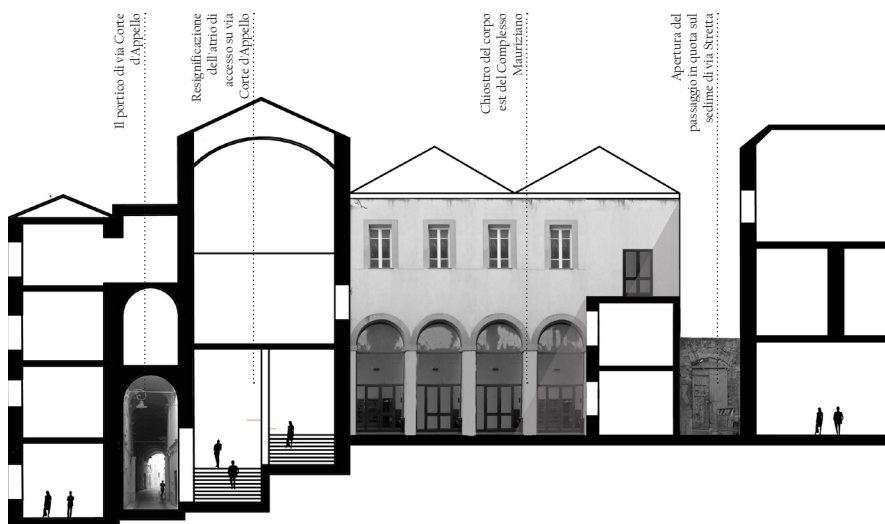 Il portico di via Corte
d'Appello
Resignificazione
dell'atrio di
accesso su via
Corte d'Appello
Chiostro del corpo
est del Complesso
Mauriziano
Apertura del
passaggio in quota sul
sedime di via Stretta